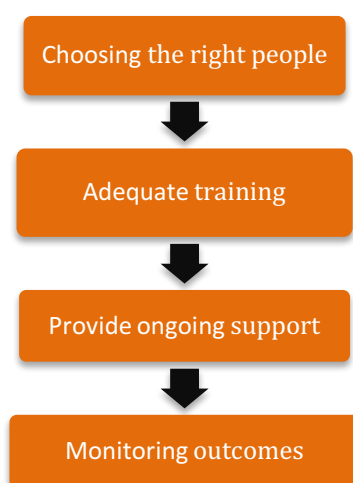 Choosing the right people
Adequate training
Provide ongoing support
Monitoring outcomes